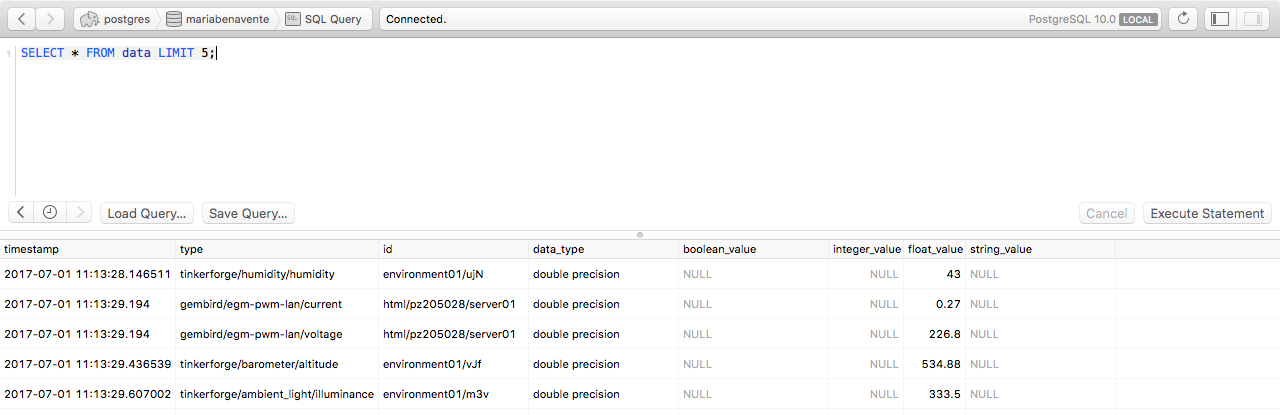 postgres mariabenavente SQL SQL Query Connected. PostgreSQL 10.0 LOCAL
1 SELECT * FROM data LIMIT 5;
Load Query... Save Query... Cancel Execute Statement
timestamp type id data_type boolean_value integer_value float_value string_value
2017-07-01 11:13:28.146511 tinkerforge/humidity/humidity environment01/ujN double precision NULL NULL 43 NULL
2017-07-01 11:13:29.194 gembird/egm-pwm-lan/current html/pz205028/server01 double precision NULL NULL 0.27 NULL
2017-07-01 11:13:29.194 gembird/egm-pwm-lan/voltage html/pz205028/server01 double precision NULL NULL 226.8 NULL
2017-07-01 11:13:29.436539 tinkerforge/barometer/altitude environment01/vJf double precision NULL NULL 534.88 NULL
2017-07-01 11:13:29.607002 tinkerforge/ambient_light/illuminance environment01/m3v double precision NULL NULL 333.5 NULL